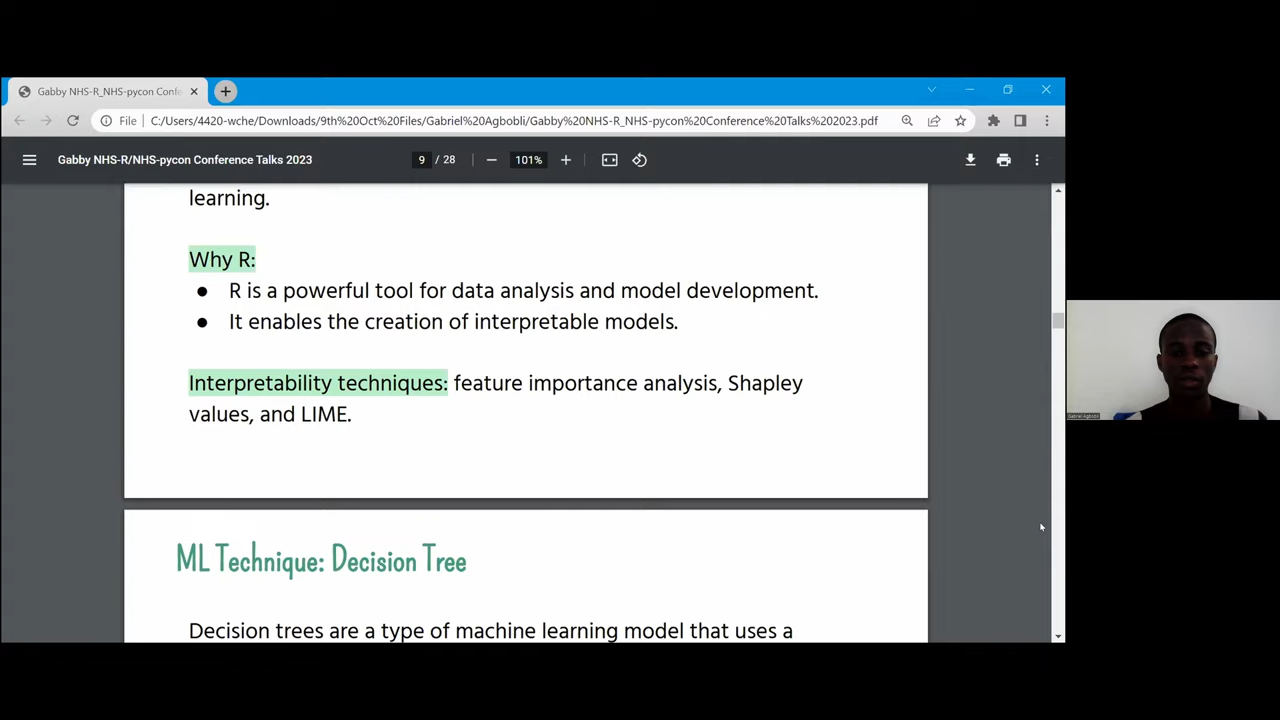 Gabby NHS-R_NHS-pycon Confe
File C:/Users/4420-wche/Downloads/9th%20Oct%20Files/Gabriel%20Agbobli/Gabby%20NHS-R_NHS-pycon%20Conference%20Talks%202023.pdf
Gabby NHS-R/NHS-pycon Conference Talks 2023 9 / 28 101%
learning.
Why R:
● R is a powerful tool for data analysis and model development.
● It enables the creation of interpretable models.
Interpretability techniques: feature importance analysis, Shapley
values, and LIME.
Gabriel Agbobli
ML Technique: Decision Tree
Decision trees are a type of machine learning model that uses a